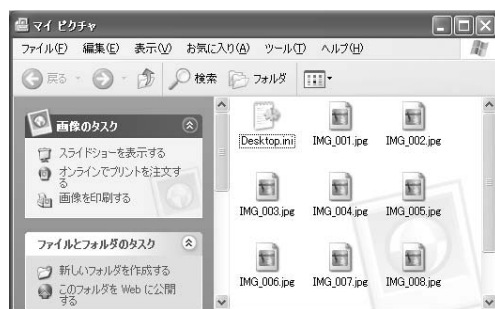 マイ ピクチャ
ファイル(F) 編集(E) 表示(V) お気に入り(A) ツール(T) ヘルプ(H)
戻る 検索 フォルダ
画像のタスク
スライドショーを表示する
オンラインでプリントを注文す
る
画像を印刷する
ファイルとフォルダのタスク
新しいフォルダを作成する
このフォルダを Web に公開
する
Desktop.ini IMG_001.jpg IMG_002.jpg
IMG_003.jpg IMG_004.jpg IMG_005.jpg
IMG_006.jpg IMG_007.jpg IMG_008.jpg